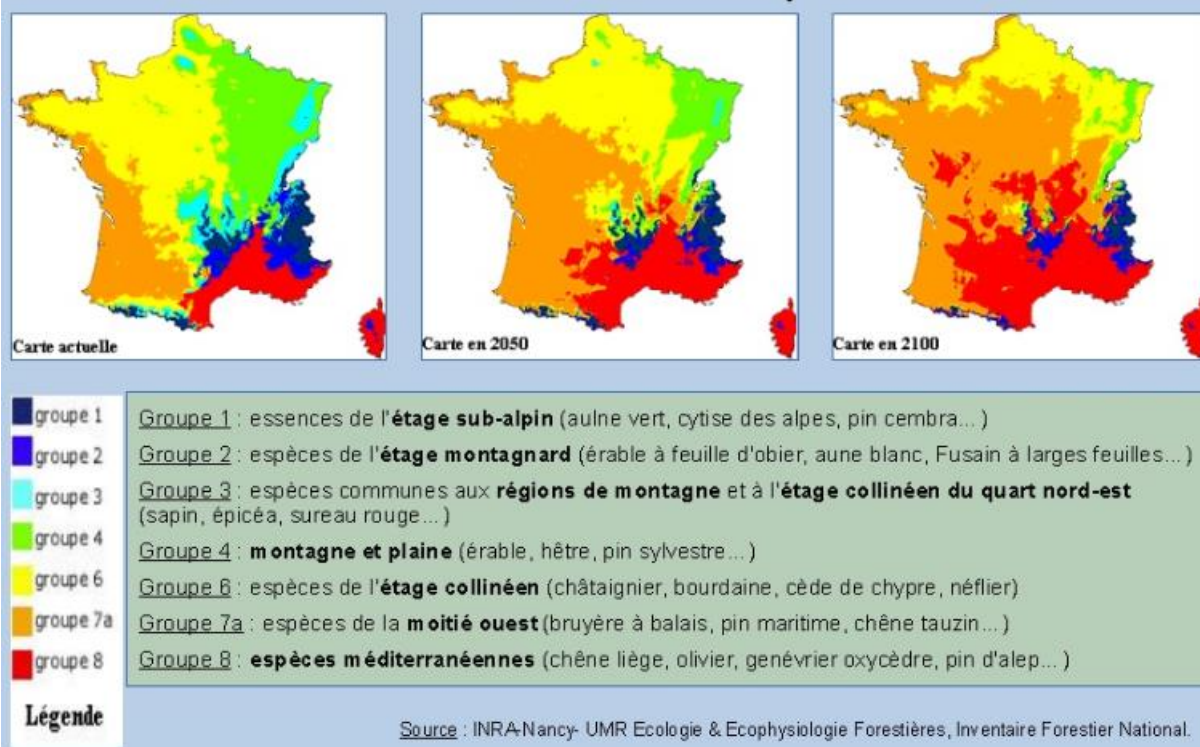 Carte actuelle
Carte en 2050
Carte en 2100
groupe 1
groupe 2
groupe 3
groupe 4
groupe 6
groupe 7a
groupe 8
Légende
Groupe 1 : essences de l'étage sub-alpin (aulne vert, cytise des alpes, pin cembra... )
Groupe 2 : espèces de l'étage montagnard (érable à feuille d'obier, aune blanc, Fusain à larges feuilles... )
Groupe 3 : espèces communes aux régions de montagne et à l'étage collinéen du quart nord-est
(sapin, épicéa, sureau rouge... )
Groupe 4 : montagne et plaine (érable, hêtre, pin sylvestre... )
Groupe 6 : espèces de l'étage collinéen (châtaignier, bourdaine, cède de chypre, néflier)
Groupe 7a : espèces de la moitié ouest (bruyère à balais, pin maritime, chêne tauzin... )
Groupe 8 : espèces méditerranéennes (chêne liège, olivier, genévrier oxycèdre, pin d'alep... )
Source : INRA-Nancy- UMR Ecologie & Ecophysiologie Forestières, Inventaire Forestier National.